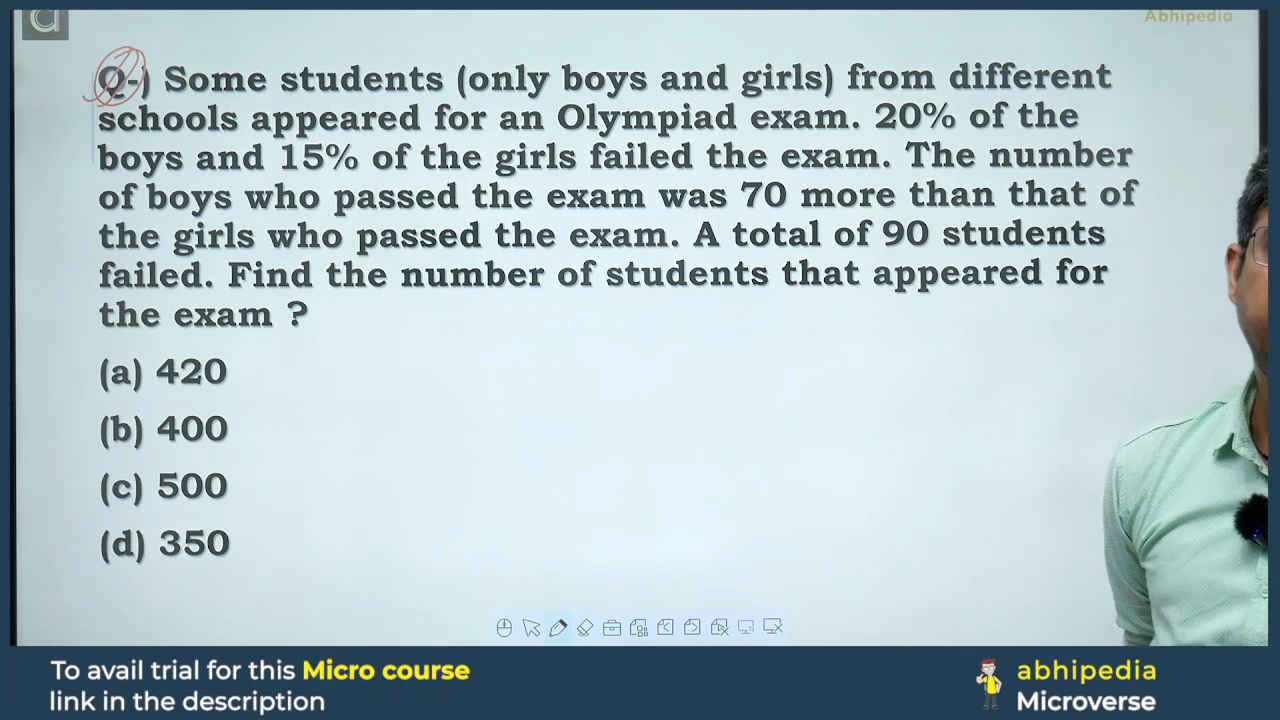 Abhipedia
Q-) Some students (only boys and girls) from different
schools appeared for an Olympiad exam. 20% of the
boys and 15% of the girls failed the exam. The number
of boys who passed the exam was 70 more than that of
the girls who passed the exam. A total of 90 students
failed. Find the number of students that appeared for
the exam ?
(a) 420
(b) 400
(c) 500
(d) 350
To avail trial for this Micro course
link in the description
abhipedia
Microverse